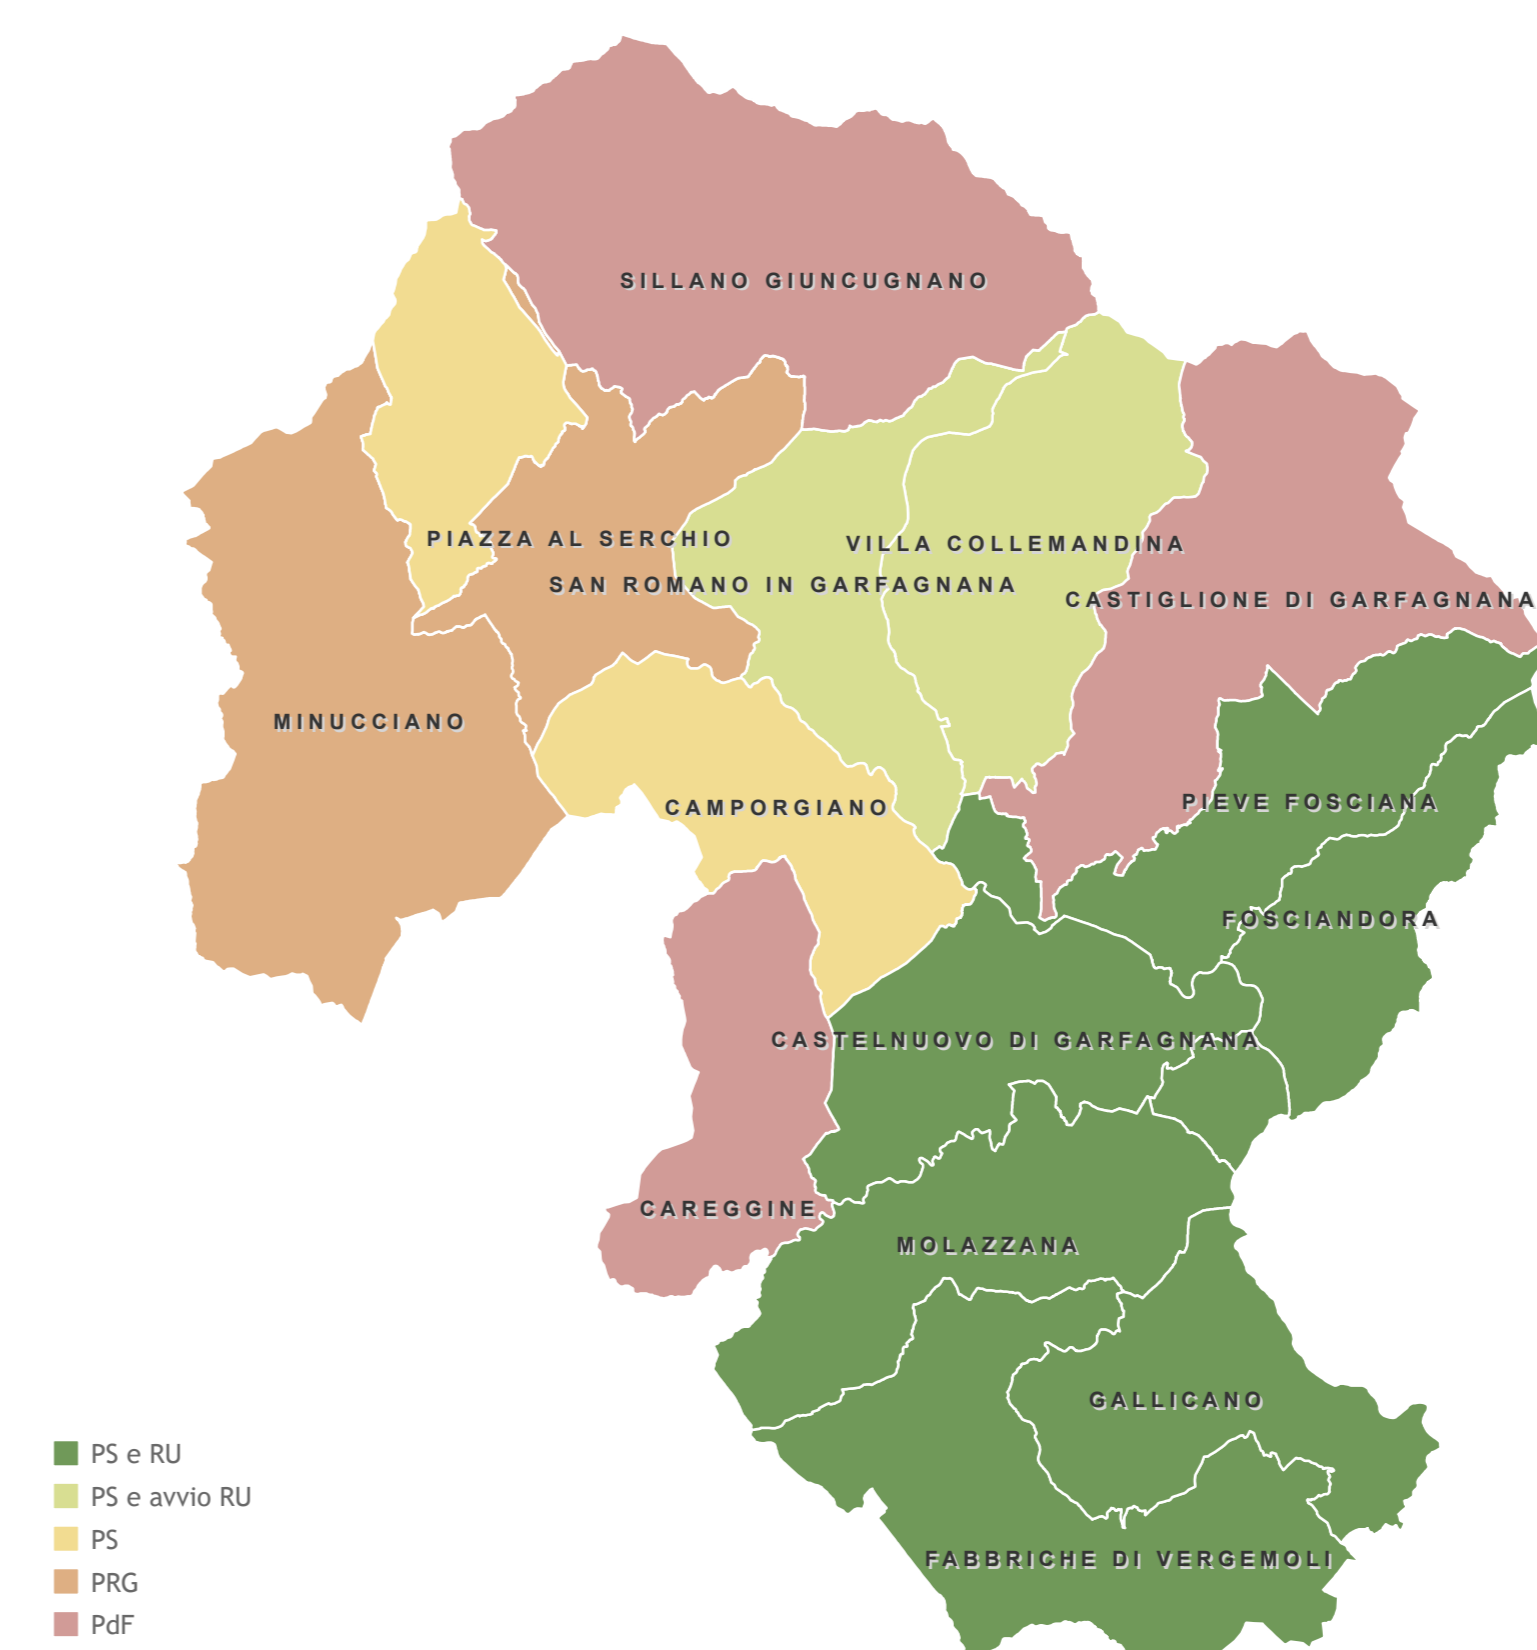 SILLANO GIUNCUGNANO
PIAZZA AL SERCHIO
VILLA COLLEMANDINA
SAN ROMANO IN GARFAGNANA
CASTIGLIONE DI GARFAGNANA
MINUCCIANO
CAMPORGIANO
PIEVE FOSCIANA
FOSCIANDORA
CASTELNUOVO DI GARFAGNANA
CAREGGINE
MOLAZZANA
GALLICANO
FABBRICHE DI VERGEMOLI
PS e RU
PS e avvio RU
PS
PRG
PdF